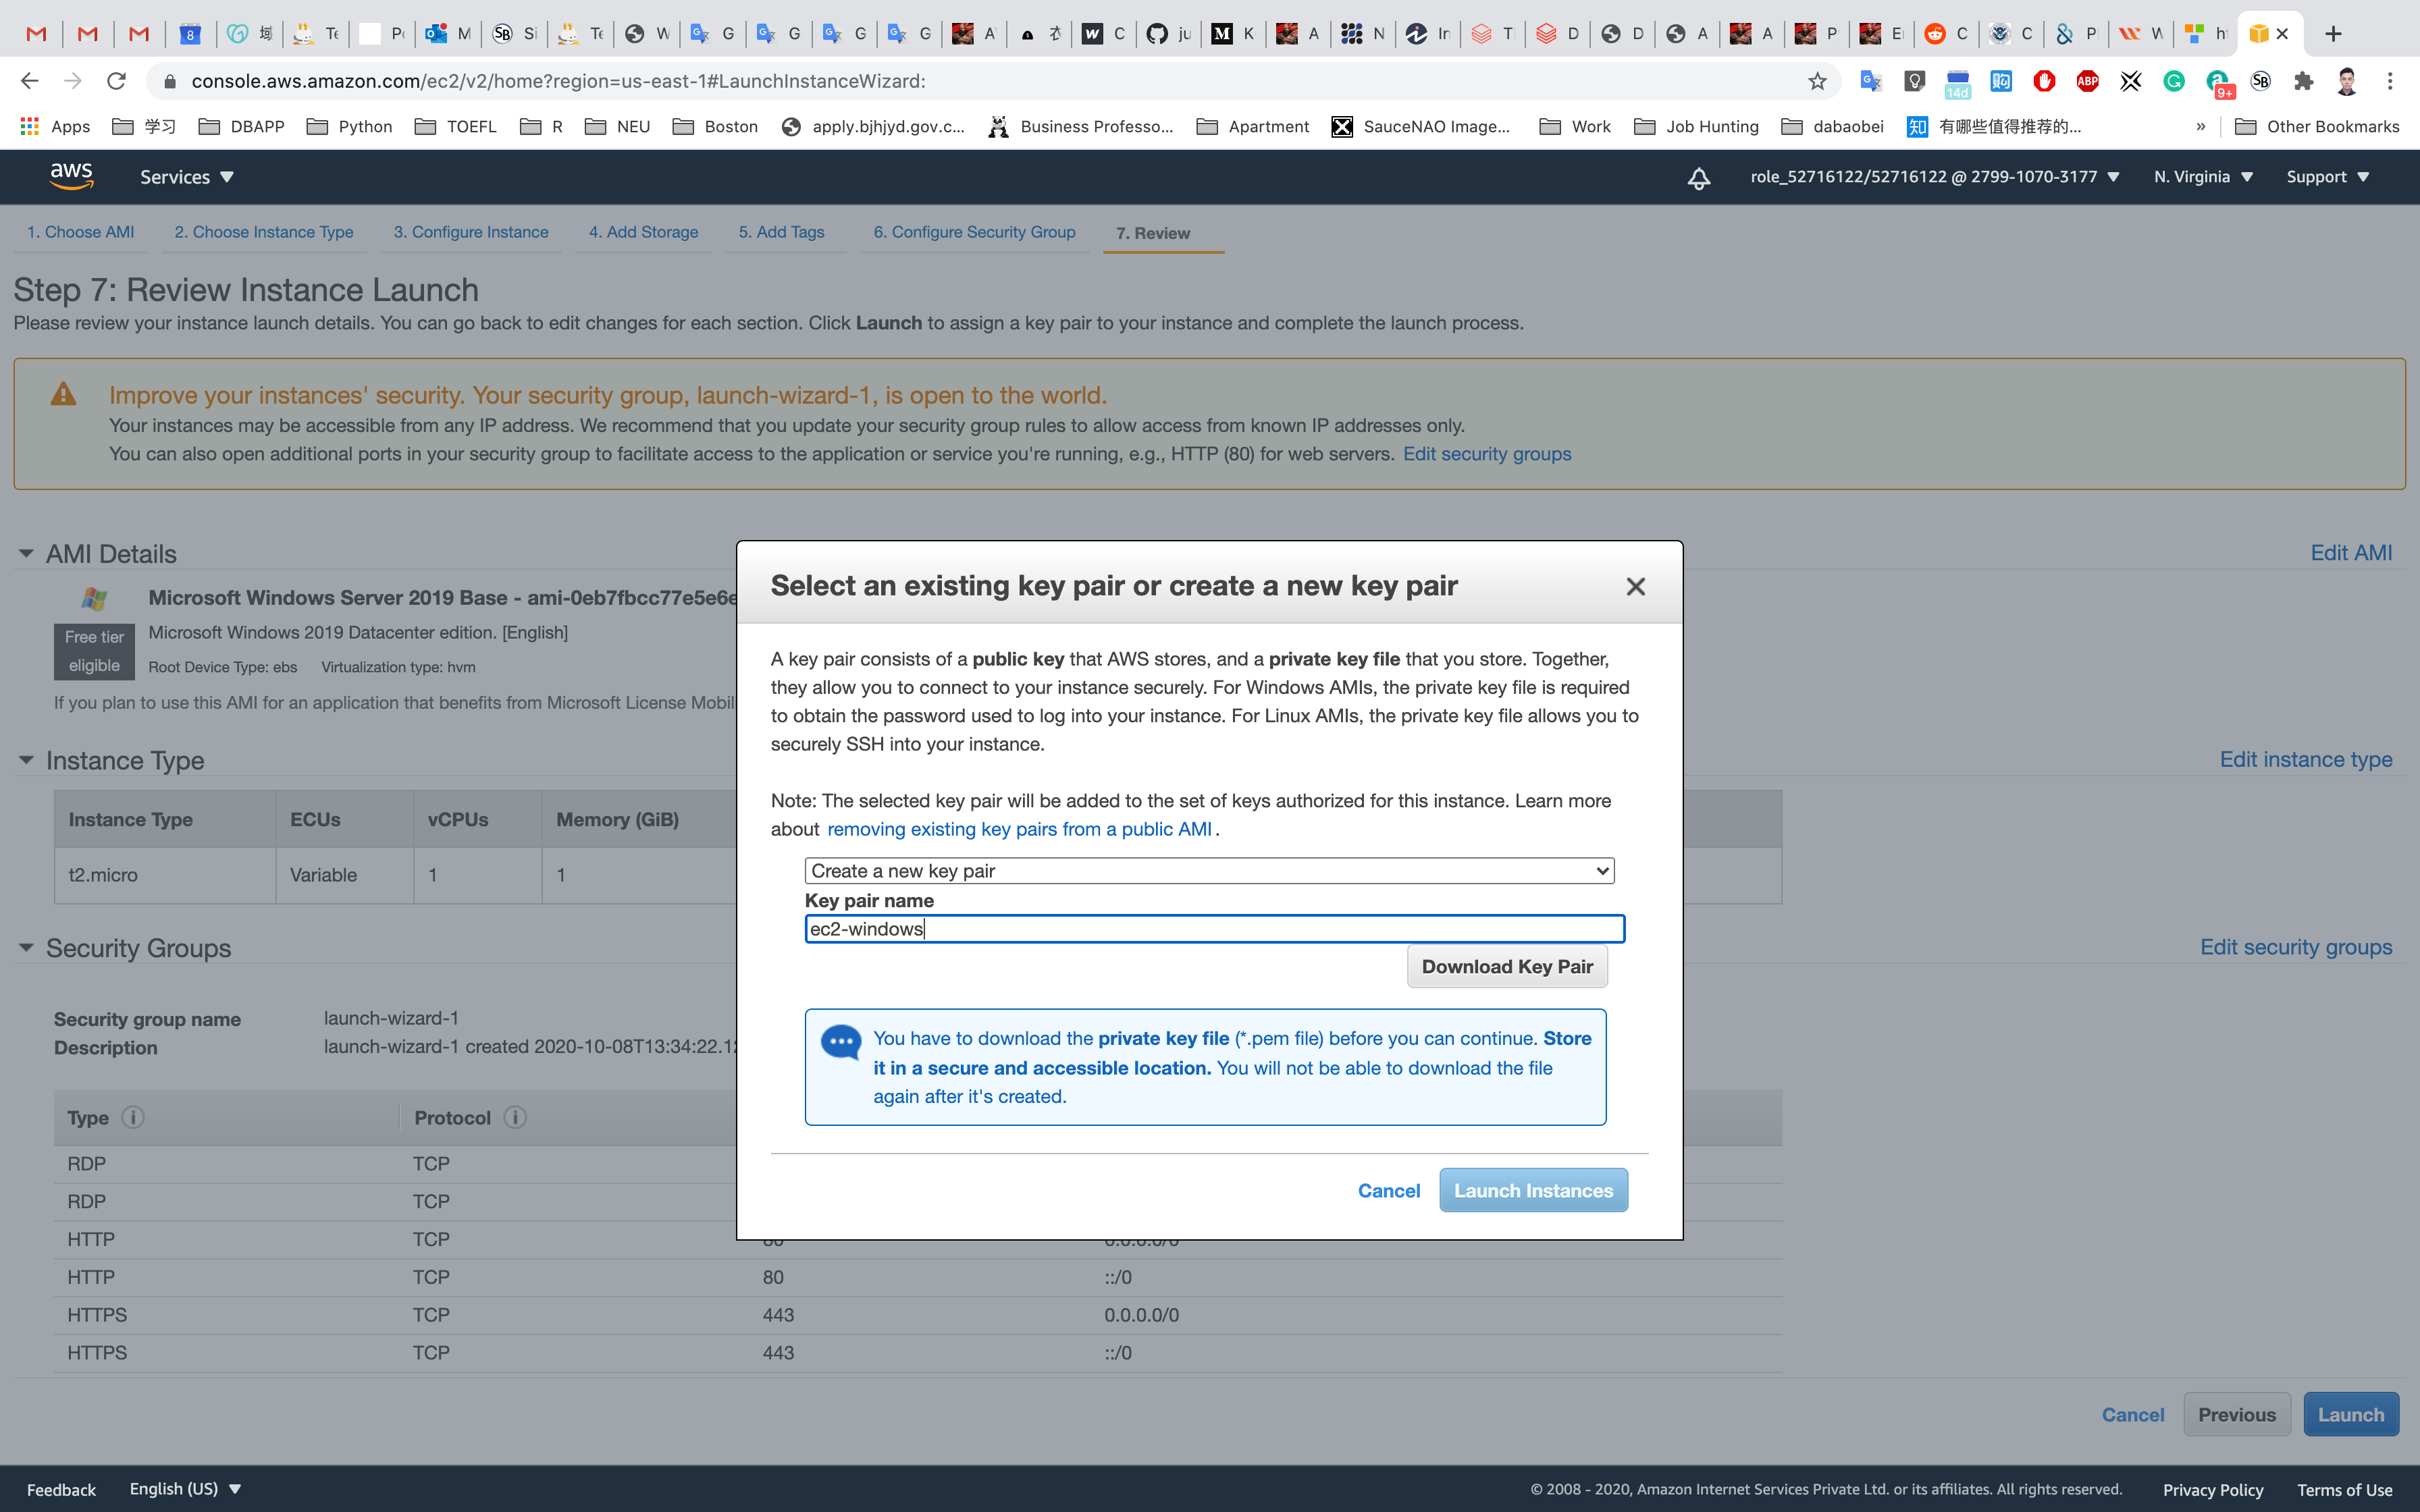 console.aws.amazon.com/ec2/v2/home?region=us-east-1#LaunchInstanceWizard:
14d
ABP
9+
SB
Apps
学习
DBAPP
Python
TOEFL
R
NEU
Boston
apply.bjhjyd.gov.c...
Business Professo...
Apartment
SauceNAO Image...
Work
Job Hunting
dabaobei
有哪些值得推荐的...
»
Other Bookmarks
aws
Services
role_52716122/52716122 @ 2799-1070-3177
N. Virginia
Support
1. Choose AMI
2. Choose Instance Type
3. Configure Instance
4. Add Storage
5. Add Tags
6. Configure Security Group
7. Review
Step 7: Review Instance Launch
Please review your instance launch details. You can go back to edit changes for each section. Click Launch to assign a key pair to your instance and complete the launch process.
Improve your instances' security. Your security group, launch-wizard-1, is open to the world.
Your instances may be accessible from any IP address. We recommend that you update your security group rules to allow access from known IP addresses only.
You can also open additional ports in your security group to facilitate access to the application or service you're running, e.g., HTTP (80) for web servers. Edit security groups
AMI Details
Edit AMI
Microsoft Windows Server 2019 Base - ami-0eb7fbcc77e5e6e
Free tier
eligible
Microsoft Windows 2019 Datacenter edition. [English]
Root Device Type: ebs Virtualization type: hvm
If you plan to use this AMI for an application that benefits from Microsoft License Mobil
Instance Type
Edit instance type
Instance Type ECUs vCPUs Memory (GiB)
t2.micro Variable 1 1
Security Groups
Edit security groups
Security group name launch-wizard-1
Description launch-wizard-1 created 2020-10-08T13:34:22.12
Type Protocol
RDP TCP
RDP TCP
HTTP TCP 80 0.0.0.0/0
HTTP TCP 80 ::/0
HTTPS TCP 443 0.0.0.0/0
HTTPS TCP 443 ::/0
Select an existing key pair or create a new key pair
A key pair consists of a public key that AWS stores, and a private key file that you store. Together,
they allow you to connect to your instance securely. For Windows AMIs, the private key file is required
to obtain the password used to log into your instance. For Linux AMIs, the private key file allows you to
securely SSH into your instance.
Note: The selected key pair will be added to the set of keys authorized for this instance. Learn more
about removing existing key pairs from a public AMI .
Create a new key pair
Key pair name
ec2-windows
Download Key Pair
You have to download the private key file (*.pem file) before you can continue. Store
it in a secure and accessible location. You will not be able to download the file
again after it's created.
Cancel
Launch Instances
Cancel
Previous
Launch
Feedback
English (US)
© 2008 - 2020, Amazon Internet Services Private Ltd. or its affiliates. All rights reserved.
Privacy Policy
Terms of Use